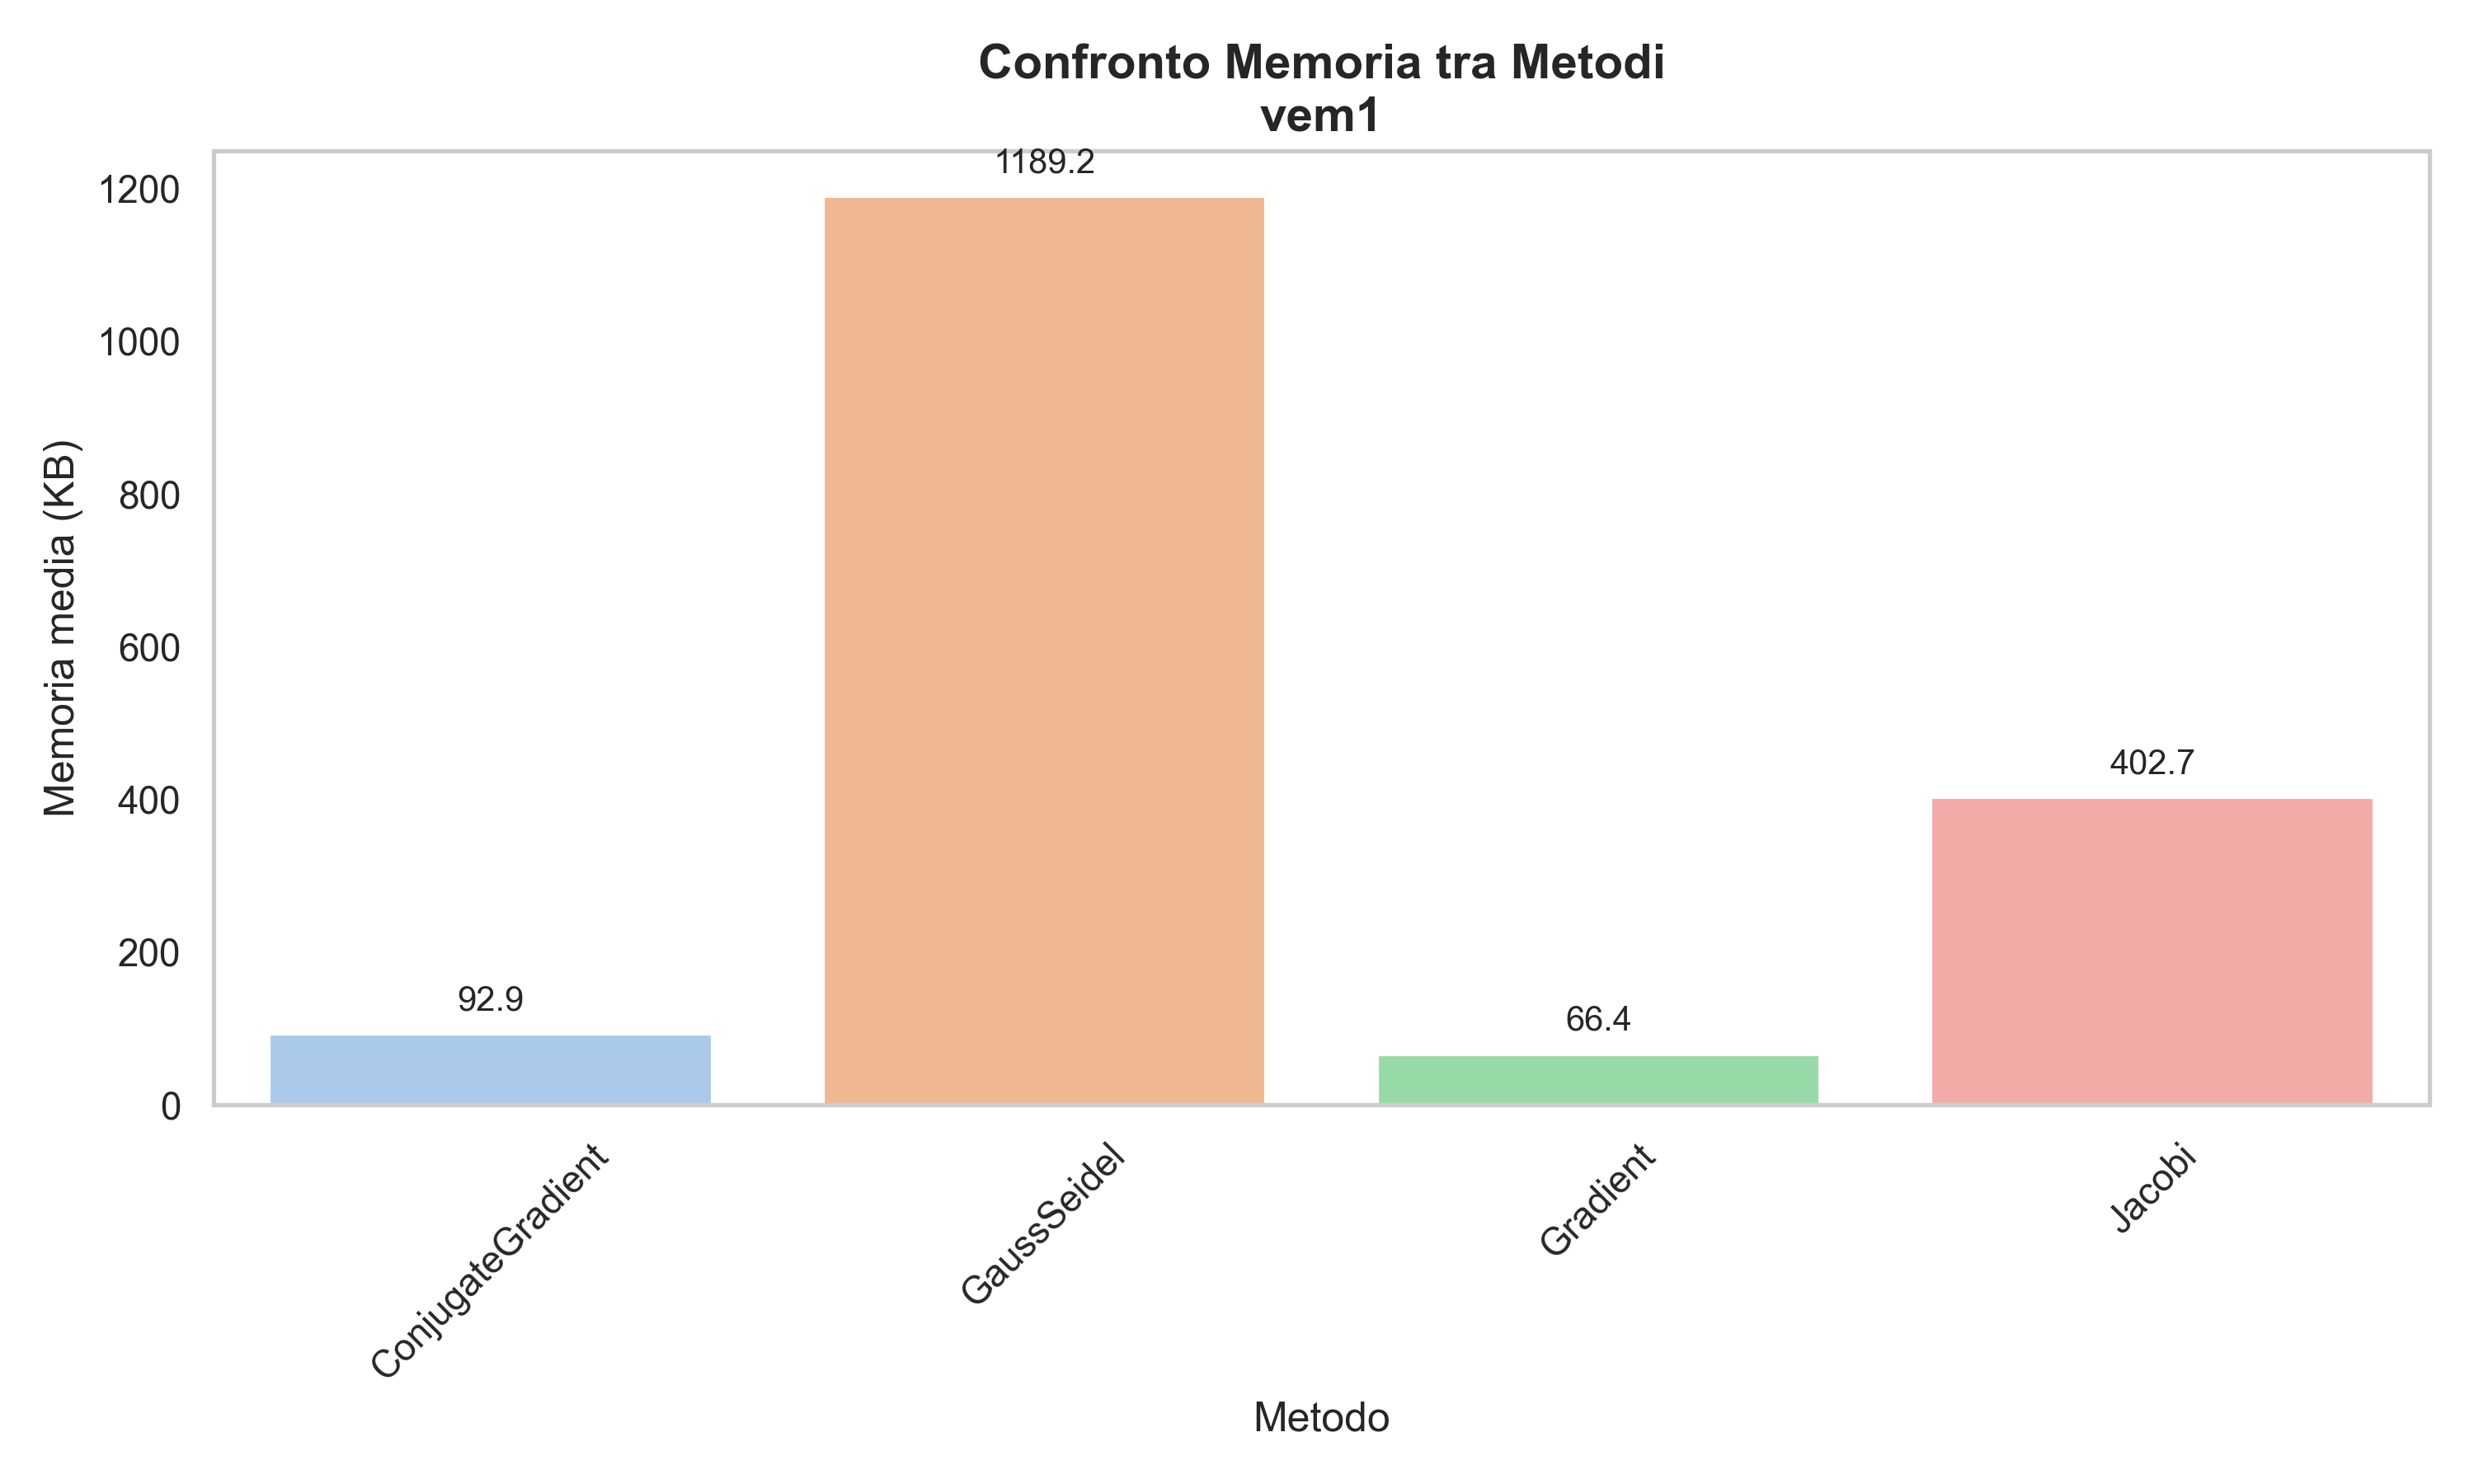 Confronto Memoria tra Metodi
vem1
Memoria media (KB)
1200
1000
800
600
400
200
0
92.9
1189.2
66.4
402.7
ConjugateGradient
GaussSeidel
Gradient
Jacobi
Metodo